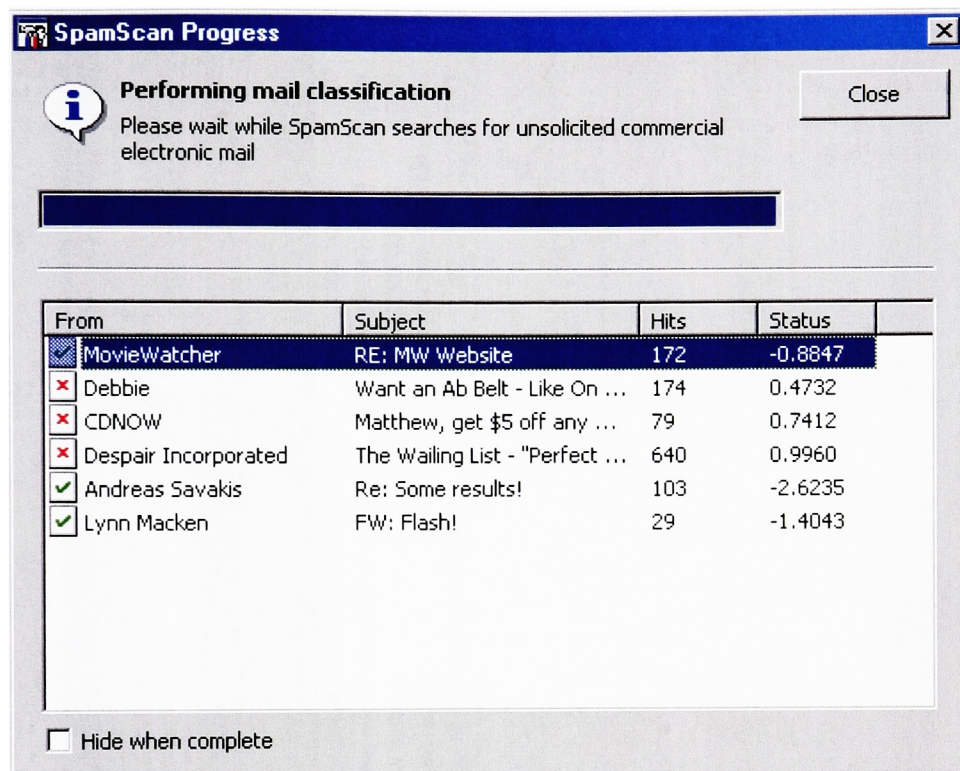 SpamScan Progress
Performing mail classification
Close
Please wait while SpamScan searches for unsolicited commercial
electronic mail
From Subject Hits Status
MovieWatcher RE: MW Website 172 -0.8847
Debbie Want an Ab Belt - Like On ... 174 0.4732
CDNOW Matthew, get $5 off any ... 79 0.7412
Despair Incorporated The Wailing List - "Perfect ... 640 0.9960
Andreas Savakis Re: Some results! 103 -2.6235
Lynn Macken FW: Flash! 29 -1.4043
Hide when complete